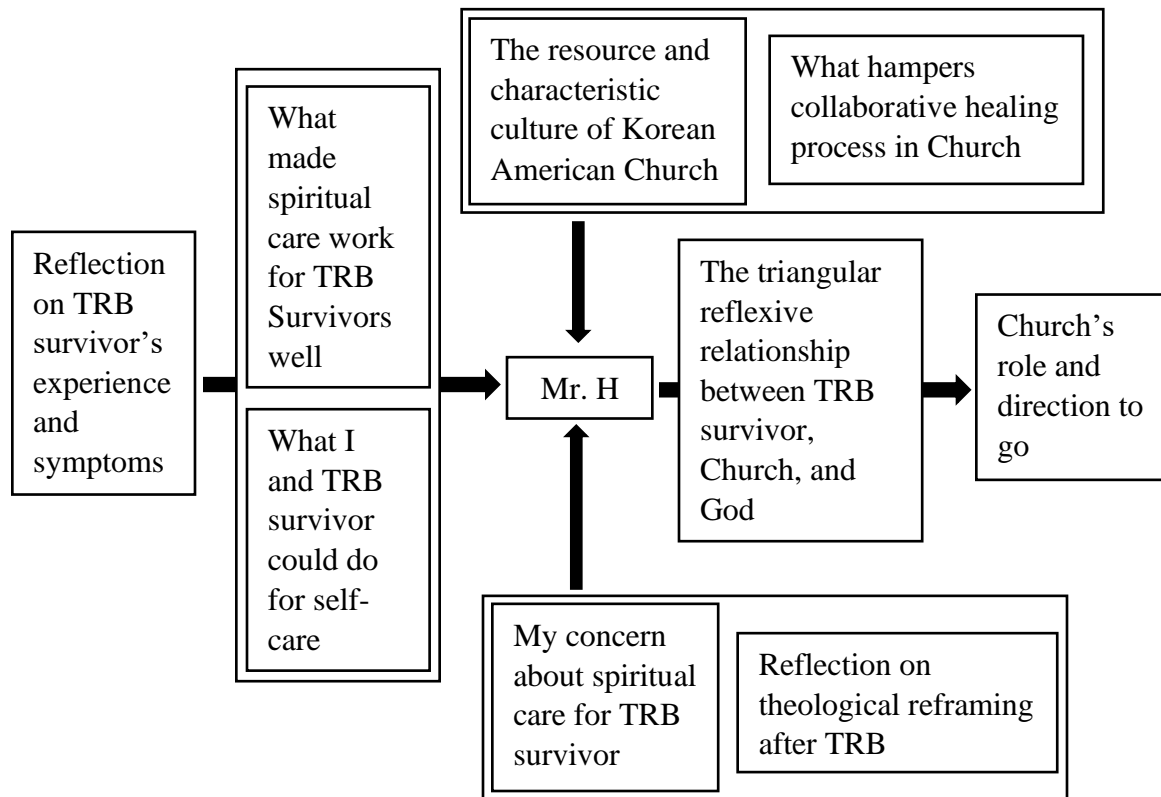 The resource and
characteristic
culture of Korean
American Church
What hampers
collaborative healing
process in Church
What
made
spiritual
care work
for TRB
Survivors
well
Reflection
on TRB
survivor’s
experience
and
symptoms
What I
and TRB
survivor
could do
for self-
care
Mr. H
The triangular
reflexive
relationship
between TRB
survivor,
Church, and
God
Church’s
role and
direction to
go
My concern
about spiritual
care for TRB
survivor
Reflection on
theological reframing
after TRB